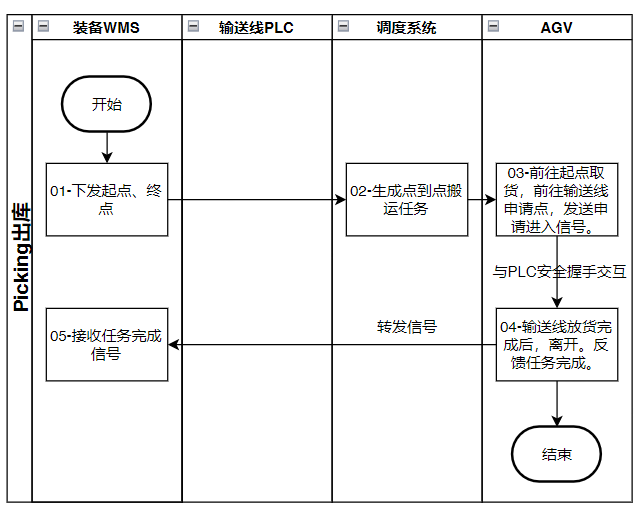 装备WMS
输送线PLC
调度系统
AGV
Picking出库
开始
01-下发起点、终
点
02-生成点到点搬
运任务
03-前往起点取
货，前往输送线
申请点，发送申
请进入信号。
与PLC安全握手交互
04-输送线放货完
成后，离开。反
馈任务完成。
转发信号
05-接收任务完成
信号
结束